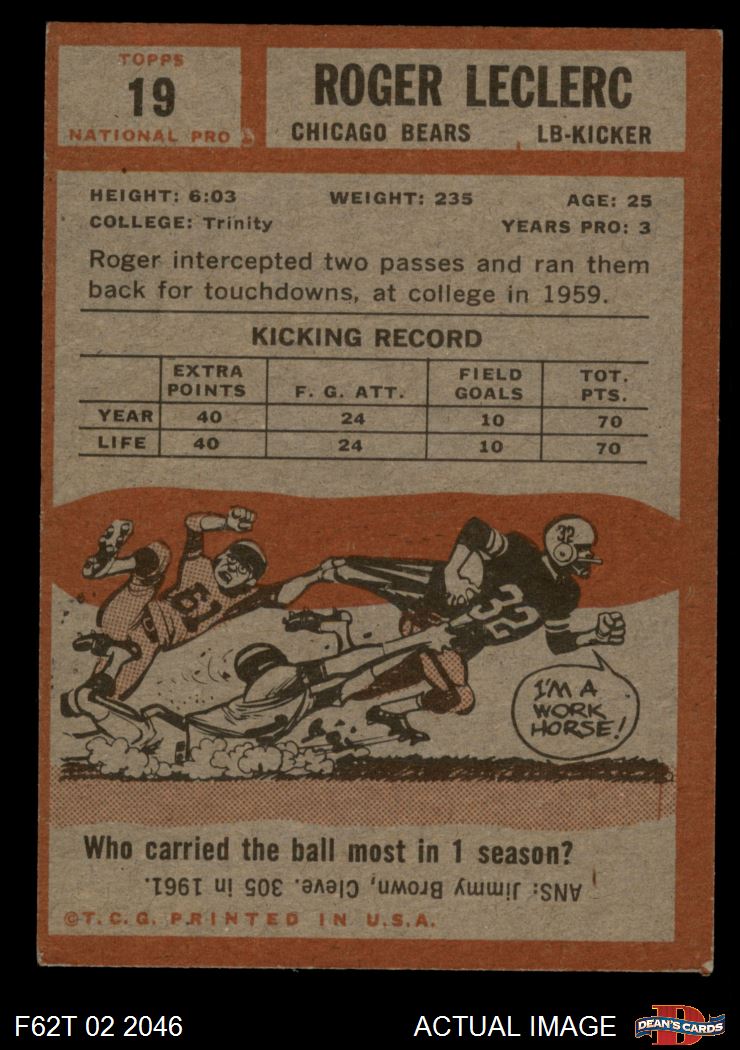 TOPPS
19
NATIONAL PRO
ROGER LECLERC
CHICAGO BEARS LB-KICKER
HEIGHT: 6:03 WEIGHT: 235 AGE: 25
COLLEGE: Trinity YEARS PRO: 3
Roger intercepted two passes and ran them
back for touchdowns, at college in 1959.
KICKING RECORD
EXTRA POINTS F. G. ATT. FIELD GOALS TOT. PTS.
YEAR 40 24 10 70
LIFE 40 24 10 70
32
61
32
I'M A
WORK
HORSE!
Who carried the ball most in 1 season?
ANS: Jimmy Brown, Cleve. 305 in 1961.
©T.C.G. PRINTED IN U.S.A.
F62T 02 2046 ACTUAL IMAGE DEAN'S CARDS